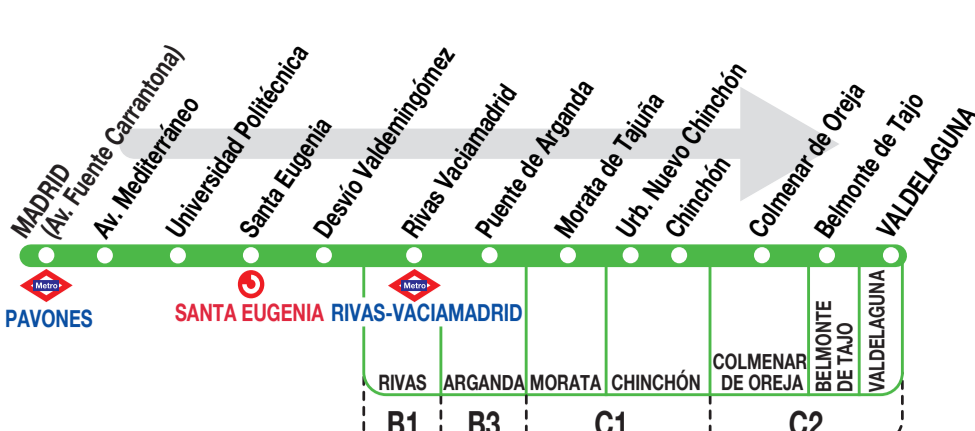 MADRID
(Av. Fuente Carrantona)
Av. Mediterráneo
Universidad Politécnica
Santa Eugenia
Desvío Valdemingómez
Rivas Vaciamadrid
Puente de Arganda
Morata de Tajuña
Urb. Nuevo Chinchón
Chinchón
Colmenar de Oreja
Belmonte de Tajo
VALDELAGUNA
Metro
PAVONES
SANTA EUGENIA
Metro
RIVAS-VACIAMADRID
RIVAS
ARGANDA
MORATA
CHINCHÓN
COLMENAR
DE OREJA
BELMONTE
DE TAJO
VALDELAGUNA
B1
B3
C1
C2